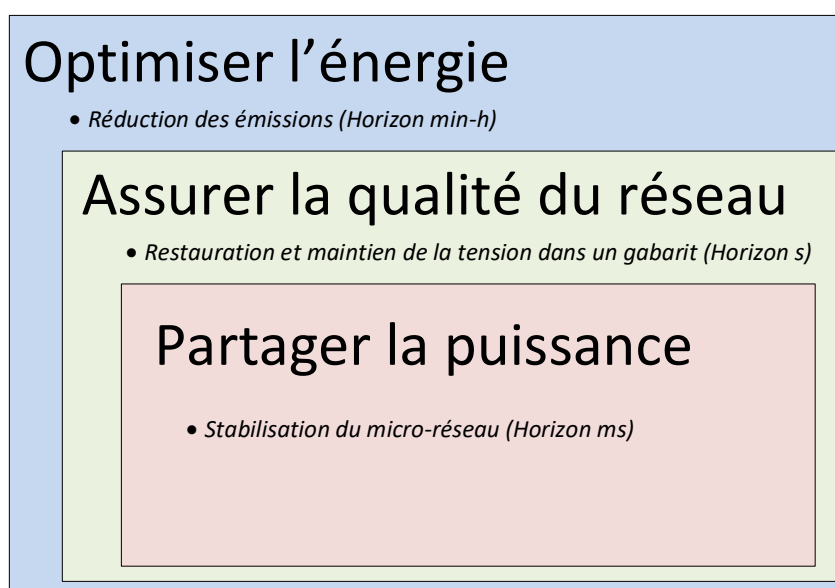 Optimiser l’énergie
• Réduction des émissions (Horizon min-h)
Assurer la qualité du réseau
• Restauration et maintien de la tension dans un gabarit (Horizon s)
Partager la puissance
• Stabilisation du micro-réseau (Horizon ms)